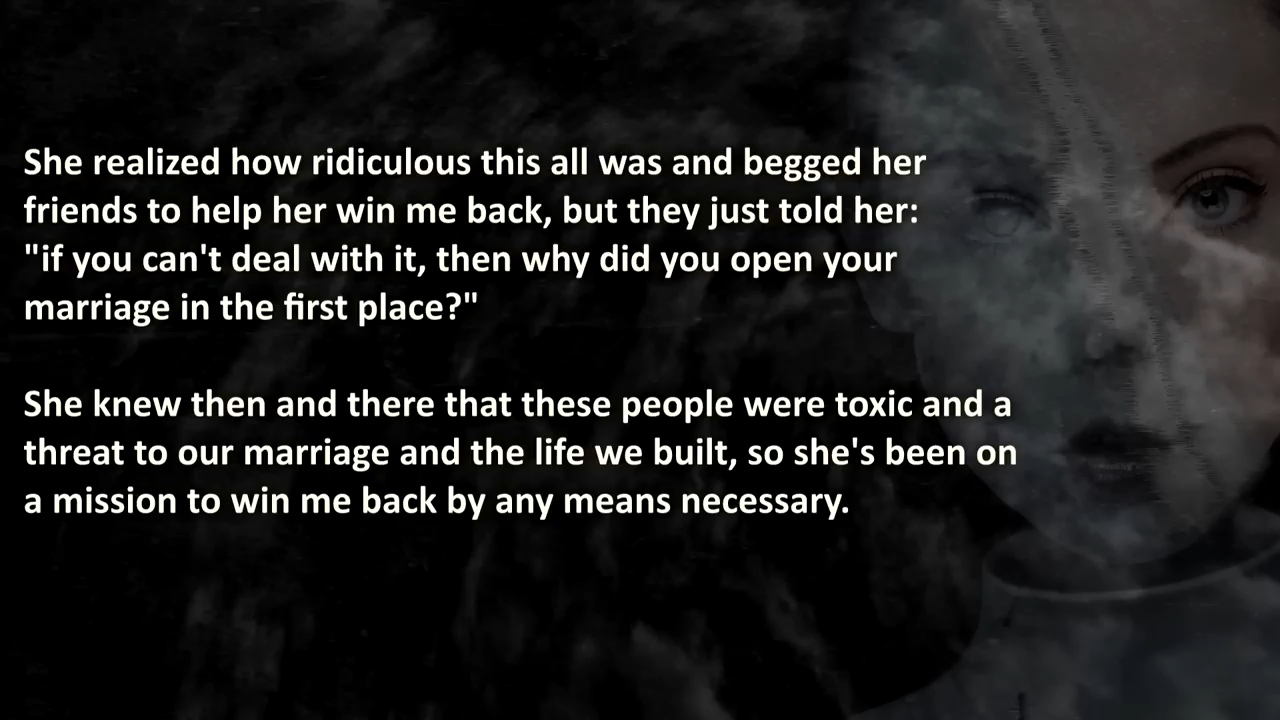 She realized how ridiculous this all was and begged her
friends to help her win me back, but they just told her:
"if you can't deal with it, then why did you open your
marriage in the first place?"
She knew then and there that these people were toxic and a
threat to our marriage and the life we built, so she's been on
a mission to win me back by any means necessary.